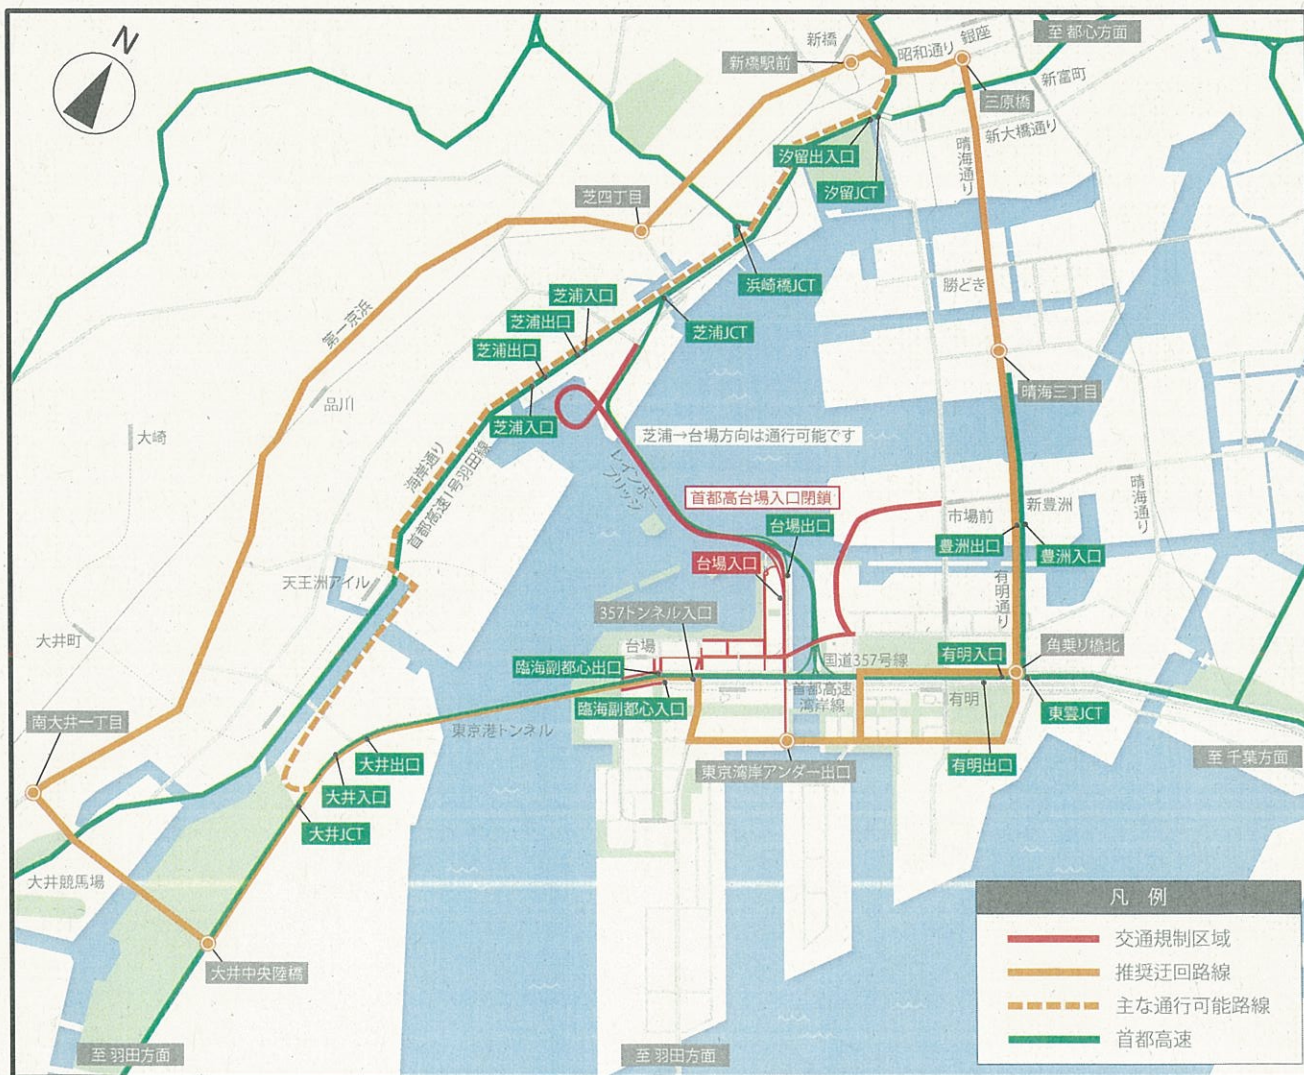 N
新橋
昭和通り
銀座
至 都心方面
新橋駅前
新富町
三原橋
新大橋通り
汐留出入口
晴海通り
汐留JCT
芝四丁目
浜崎橋JCT
勝どき
芝浦入口
芝浦出口
芝浦JCT
第一京浜
芝浦出口
品川
晴海三丁目
芝浦入口
大崎
芝浦→台場方向は通行可能です
海岸通り
首都高速1号羽田線
レインボー
ブリッジ
首都高台場入口閉鎖
晴海通り
市場前
新豊洲
台場出口
豊洲出口
豊洲入口
台場入口
天王洲アイル
有明通り
357トンネル入口
大井町
台場
角乗り橋北
国道357号線
有明入口
臨海副都心出口
首都高速
湾岸線
有明
臨海副都心入口
東雲JCT
南大井一丁目
東京港トンネル
大井出口
東京湾岸アンダー出口
有明出口
至 千葉方面
大井入口
大井JCT
大井競馬場
凡 例
交通規制区域
大井中央陸橋
推奨迂回路線
主な通行可能路線
首都高速
至 羽田方面
至 羽田方面